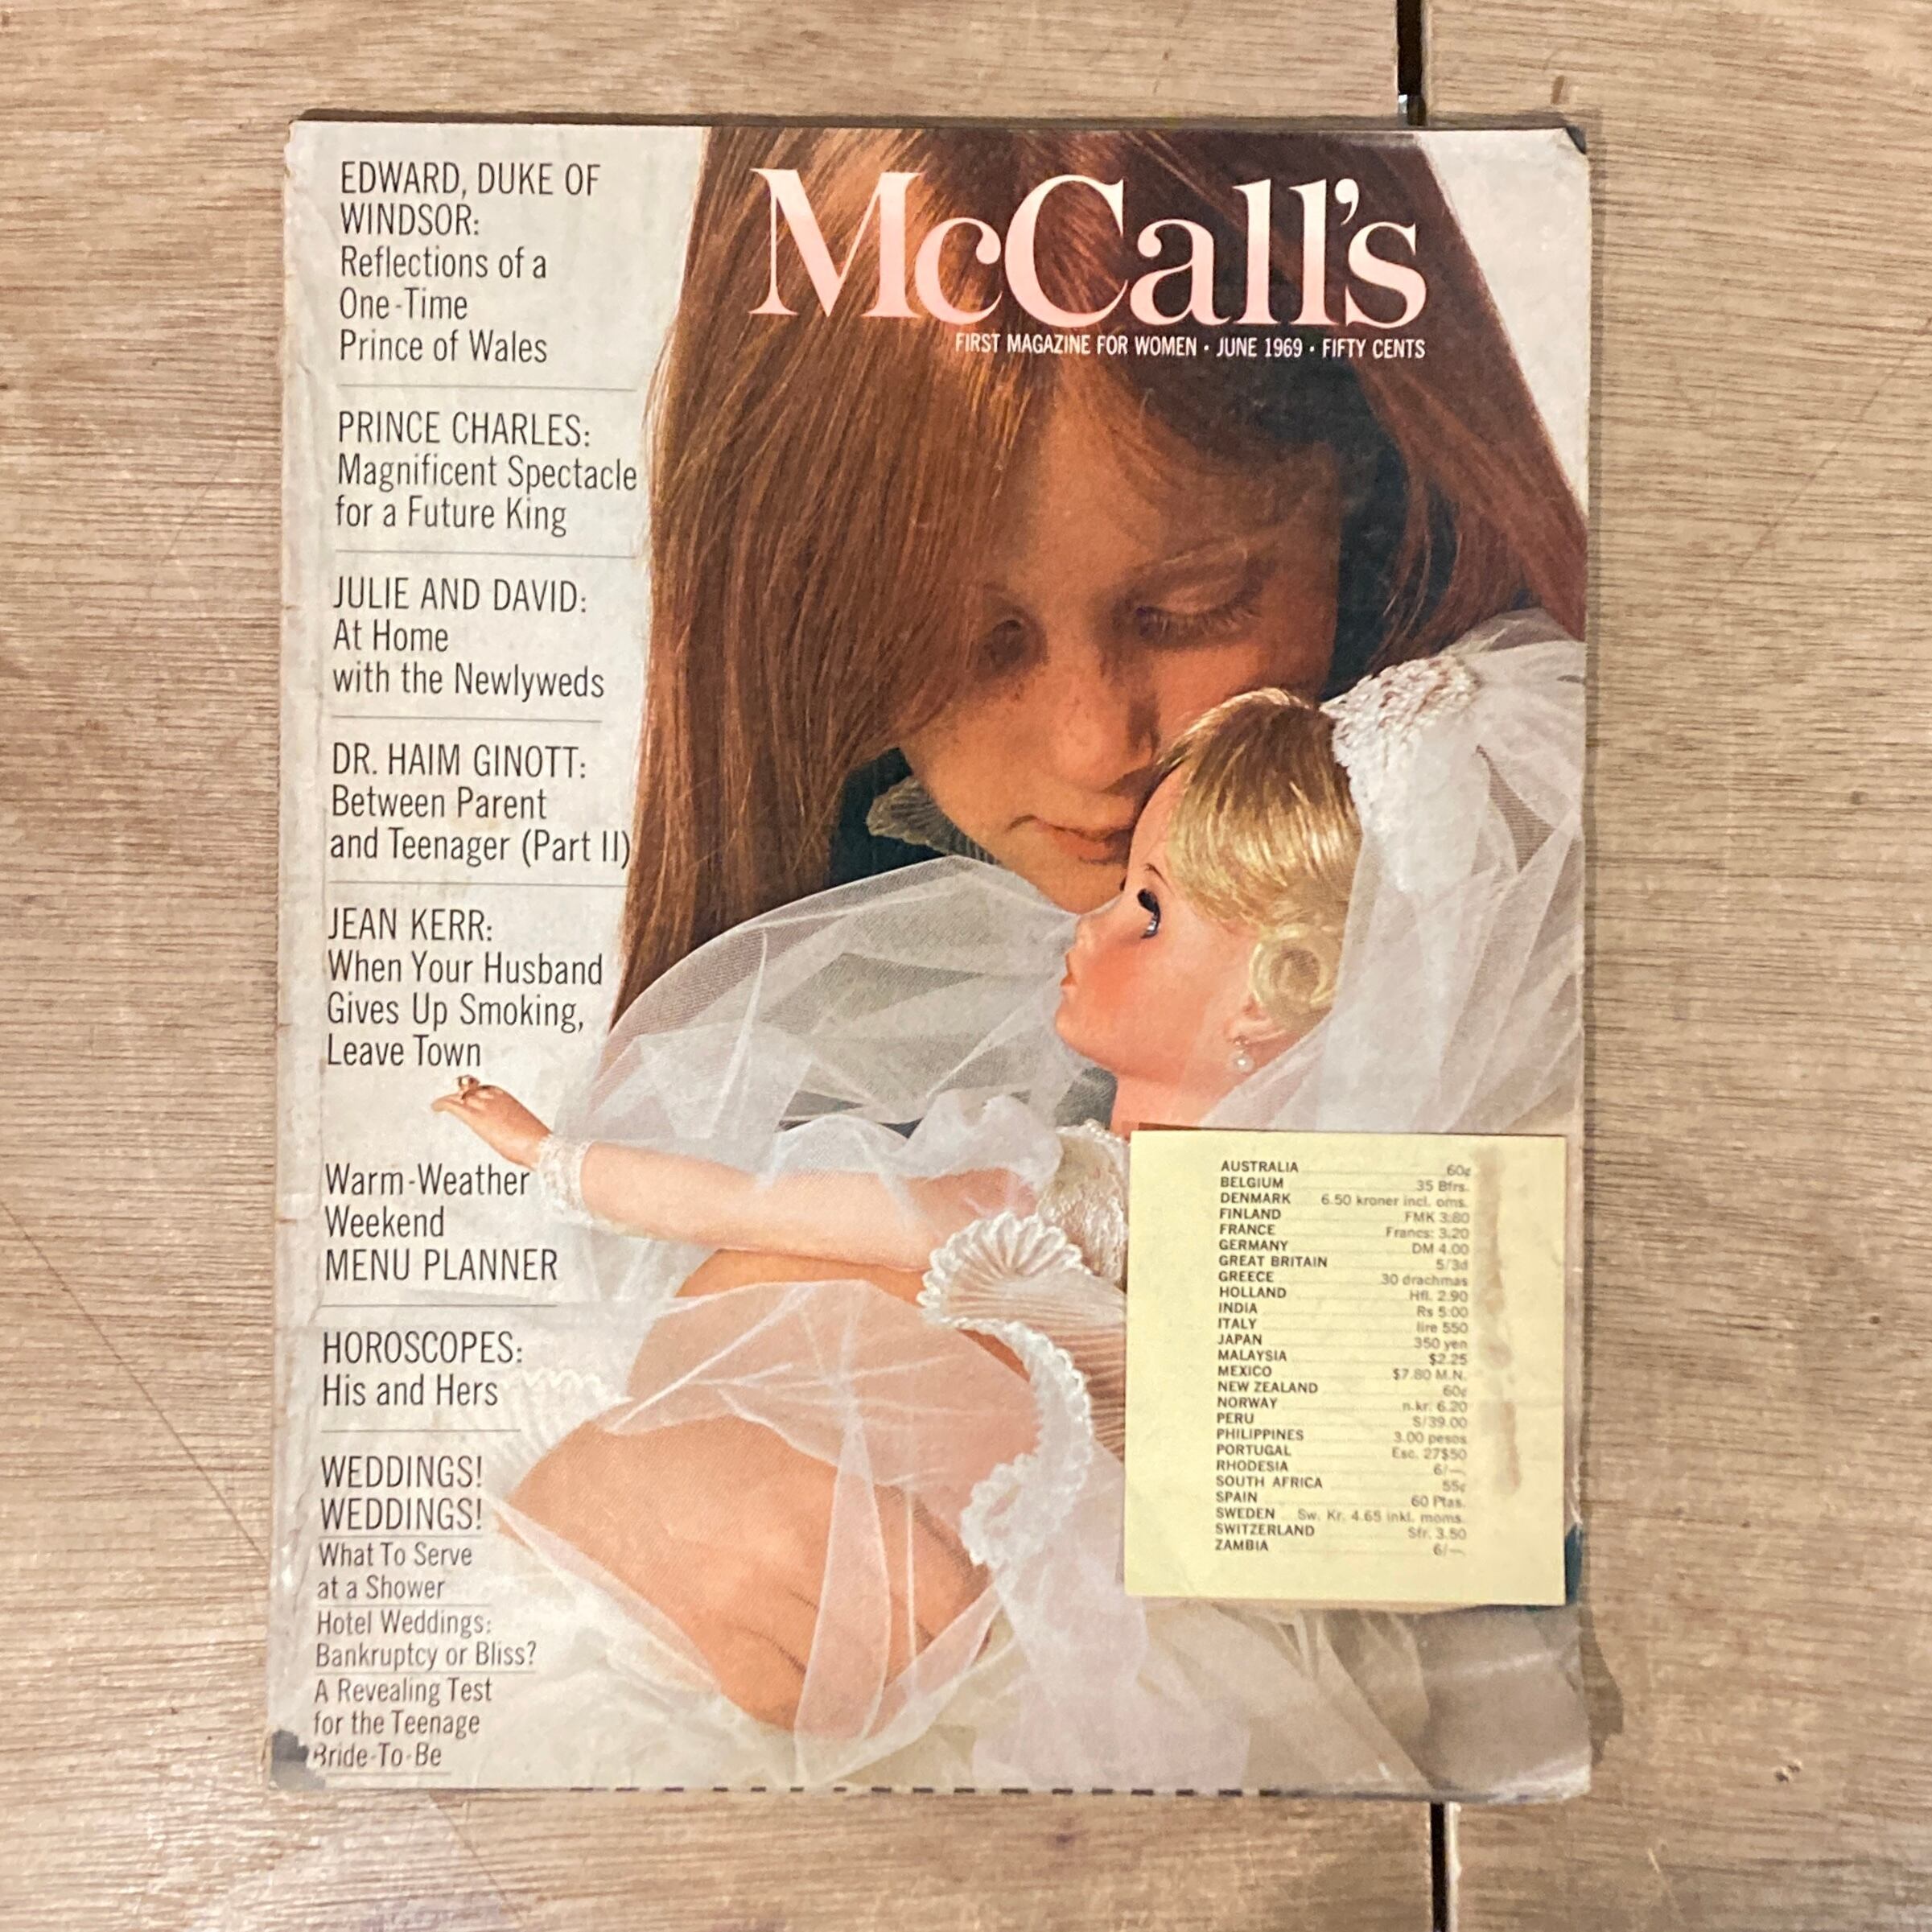 McCall's
FIRST MAGAZINE FOR WOMEN · JUNE 1969 · FIFTY CENTS
EDWARD, DUKE OF
WINDSOR:
Reflections of a
One-Time
Prince of Wales
PRINCE CHARLES:
Magnificent Spectacle
for a Future King
JULIE AND DAVID:
At Home
with the Newlyweds
DR. HAIM GINOTT:
Between Parent
and Teenager (Part II)
JEAN KERR:
When Your Husband
Gives Up Smoking,
Leave Town
Warm-Weather
Weekend
MENU PLANNER
HOROSCOPES:
His and Hers
WEDDINGS!
WEDDINGS!
What To Serve
at a Shower
Hotel Weddings:
Bankruptcy or Bliss?
A Revealing Test
for the Teenage
Bride-To-Be
AUSTRALIA 60¢
BELGIUM 35 Bfrs.
DENMARK 6.50 kroner incl. oms.
FINLAND FMK 3.80
FRANCE Francs: 3.20
GERMANY DM 4.00
GREAT BRITAIN 5/3d
GREECE 30 drachmas
HOLLAND Hfl. 2.90
INDIA Rs 5.00
ITALY lire 550
JAPAN 350 yen
MALAYSIA $2.25
MEXICO $7.80 M.N.
NEW ZEALAND 60¢
NORWAY n.kr. 6.20
PERU S/39.00
PHILIPPINES 3.00 pesos
PORTUGAL Esc. 27$50
RHODESIA 6/—
SOUTH AFRICA 55¢
SPAIN 60 Ptas.
SWEDEN Sw. Kr. 4.65 inkl. moms.
SWITZERLAND Sfr. 3.50
ZAMBIA 6/—